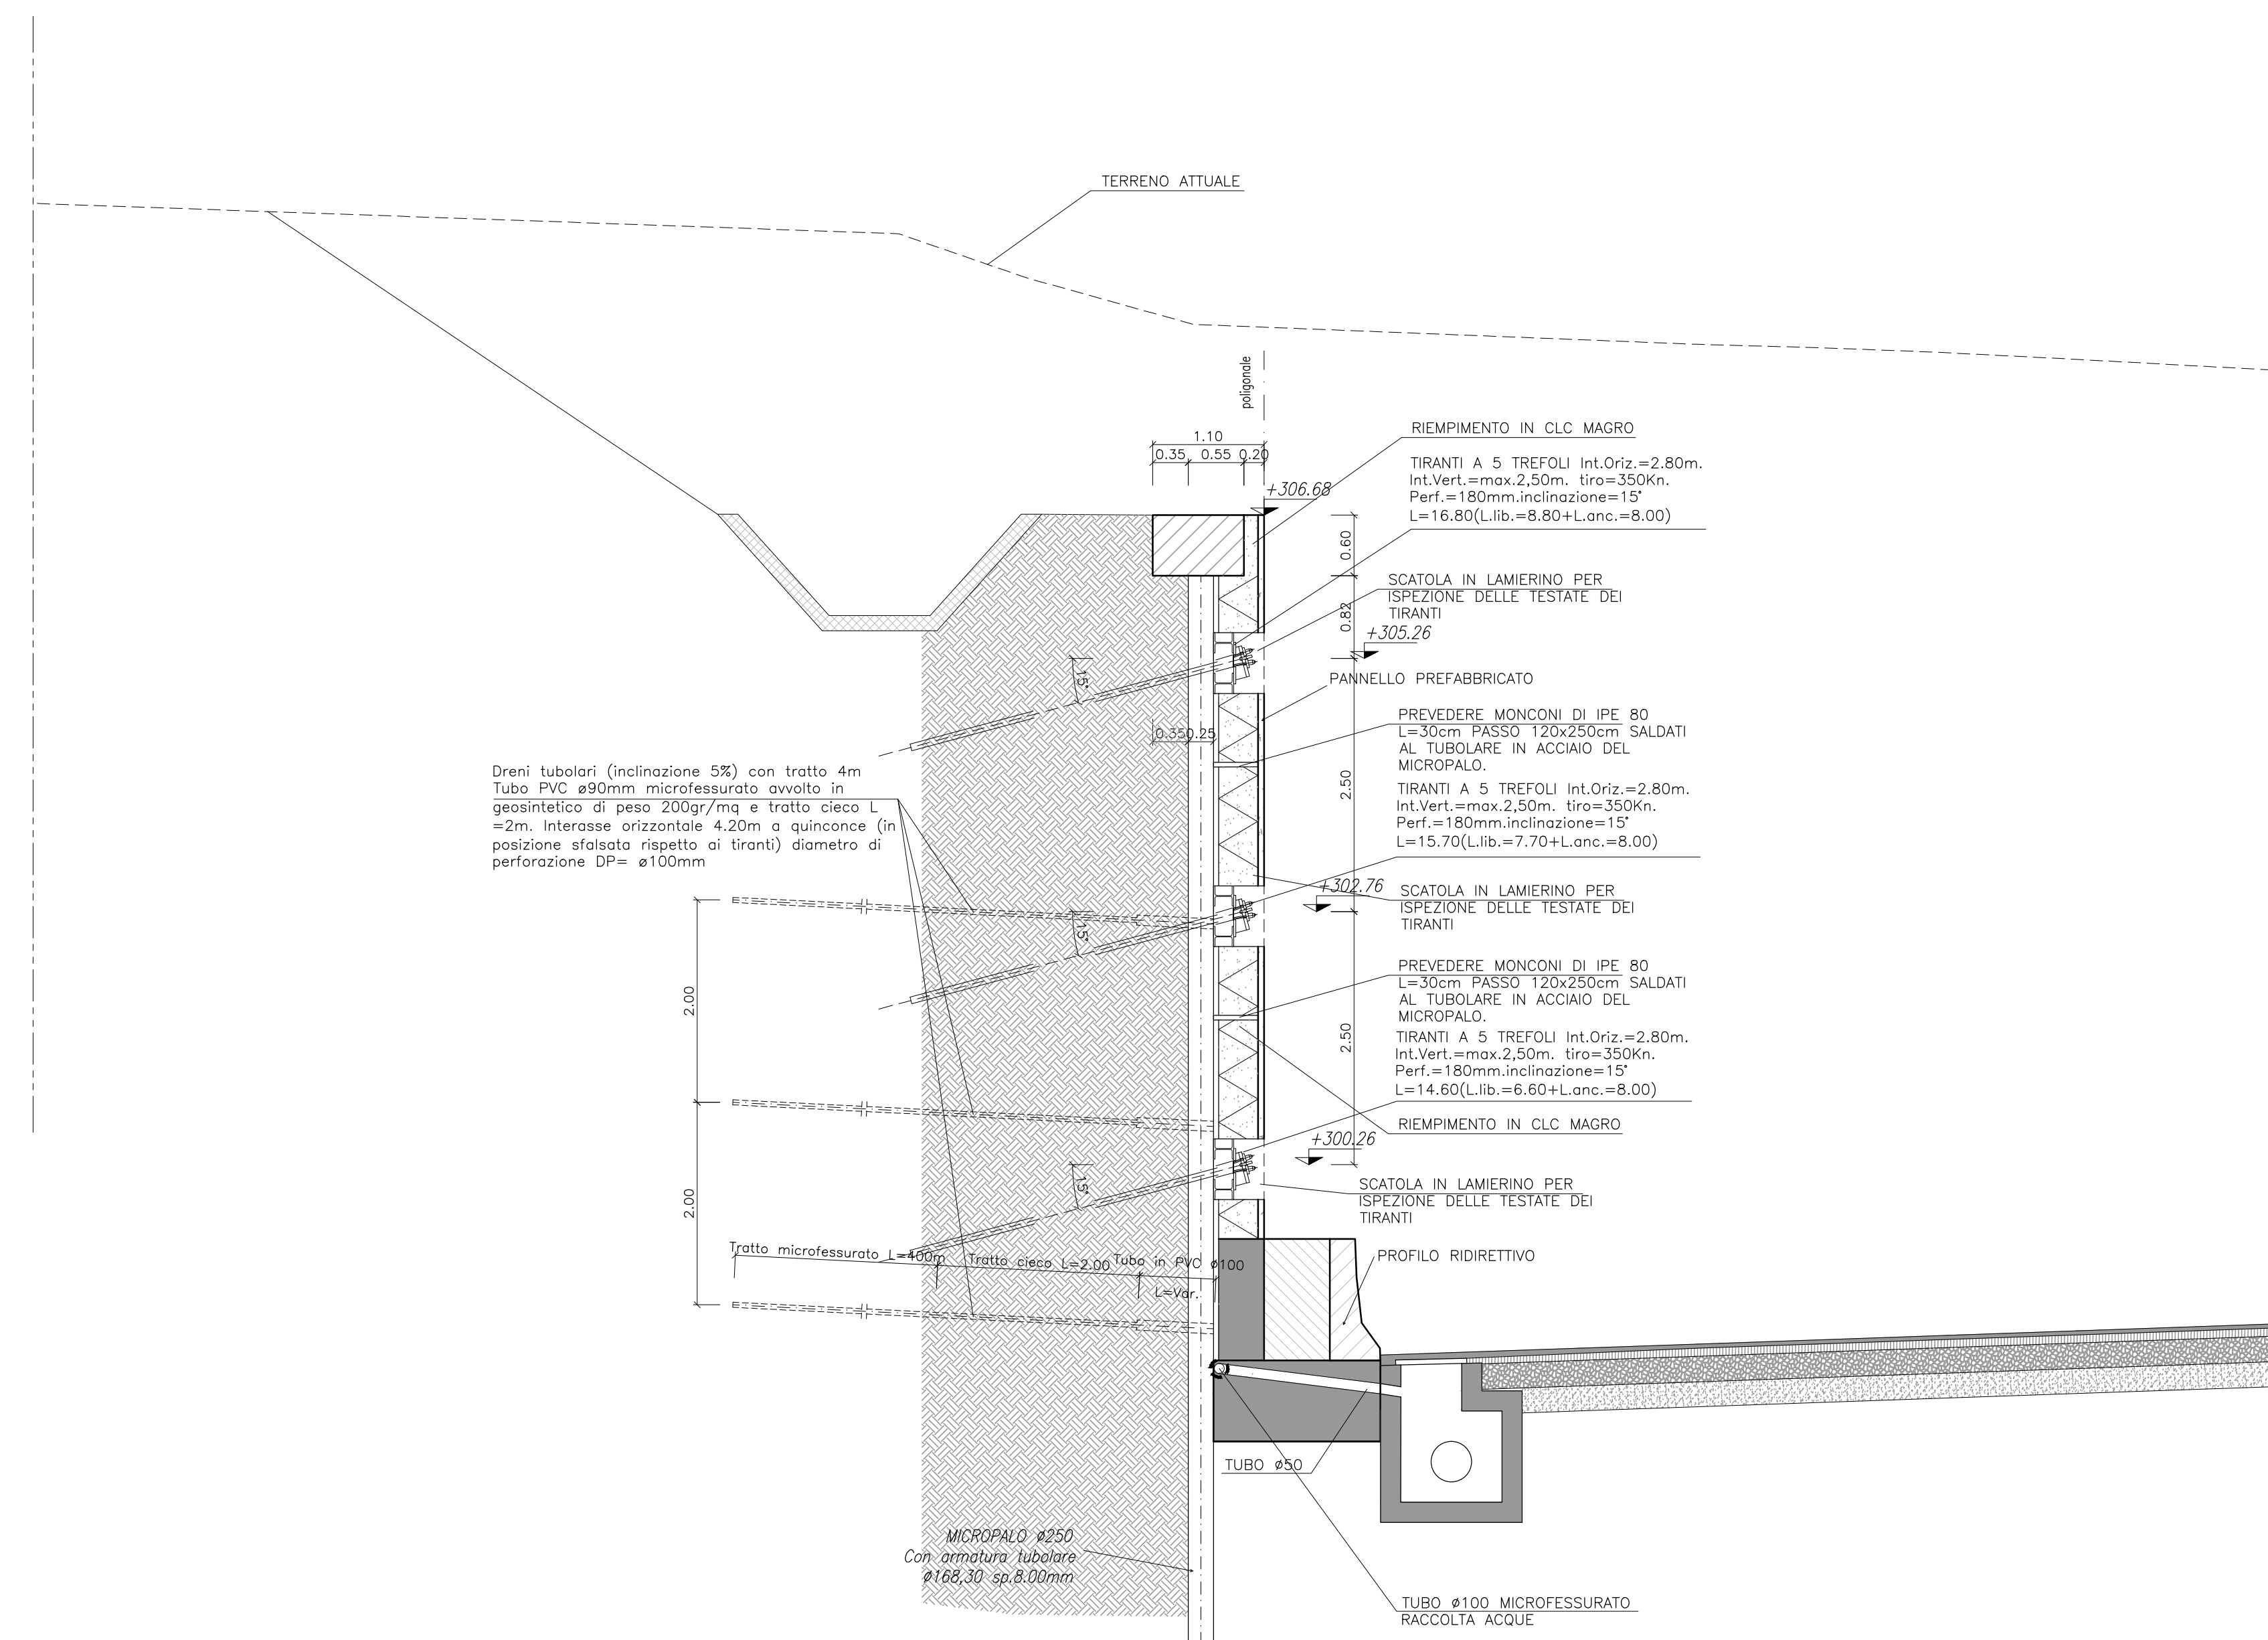 TERRENO ATTUALE
poligonale
1.10
0.35
0.55
0.20
+306.68
RIEMPIMENTO IN CLC MAGRO
TIRANTI A 5 TREFOLI Int.Oriz.=2.80m.
Int.Vert.=max.2,50m. tiro=350Kn.
Perf.=180mm.inclinazione=15°
L=16.80(L.lib.=8.80+L.anc.=8.00)
0.60
SCATOLA IN LAMIERINO PER
ISPEZIONE DELLE TESTATE DEI
TIRANTI
0.82
+305.26
15°
PANNELLO PREFABBRICATO
PREVEDERE MONCONI DI IPE 80
L=30cm PASSO 120x250cm SALDATI
AL TUBOLARE IN ACCIAIO DEL
MICROPALO.
0.35
0.25
2.50
Dreni tubolari (inclinazione 5%) con tratto 4m
Tubo PVC ø90mm microfessurato avvolto in
geosintetico di peso 200gr/mq e tratto cieco L
=2m. Interasse orizzontale 4.20m a quinconce (in
posizione sfalsata rispetto ai tiranti) diametro di
perforazione DP= ø100mm
TIRANTI A 5 TREFOLI Int.Oriz.=2.80m.
Int.Vert.=max.2,50m. tiro=350Kn.
Perf.=180mm.inclinazione=15°
L=15.70(L.lib.=7.70+L.anc.=8.00)
+302.76
SCATOLA IN LAMIERINO PER
ISPEZIONE DELLE TESTATE DEI
TIRANTI
15°
2.00
PREVEDERE MONCONI DI IPE 80
L=30cm PASSO 120x250cm SALDATI
AL TUBOLARE IN ACCIAIO DEL
MICROPALO.
2.50
TIRANTI A 5 TREFOLI Int.Oriz.=2.80m.
Int.Vert.=max.2,50m. tiro=350Kn.
Perf.=180mm.inclinazione=15°
L=14.60(L.lib.=6.60+L.anc.=8.00)
RIEMPIMENTO IN CLC MAGRO
+300.26
15°
2.00
SCATOLA IN LAMIERINO PER
ISPEZIONE DELLE TESTATE DEI
TIRANTI
Tratto microfessurato L=400m
Tratto cieco L=2.00
Tubo in PVC ø100
L=Var.
PROFILO RIDIRETTIVO
TUBO ø50
MICROPALO ø250
Con armatura tubolare
ø168,30 sp.8.00mm
TUBO ø100 MICROFESSURATO
RACCOLTA ACQUE